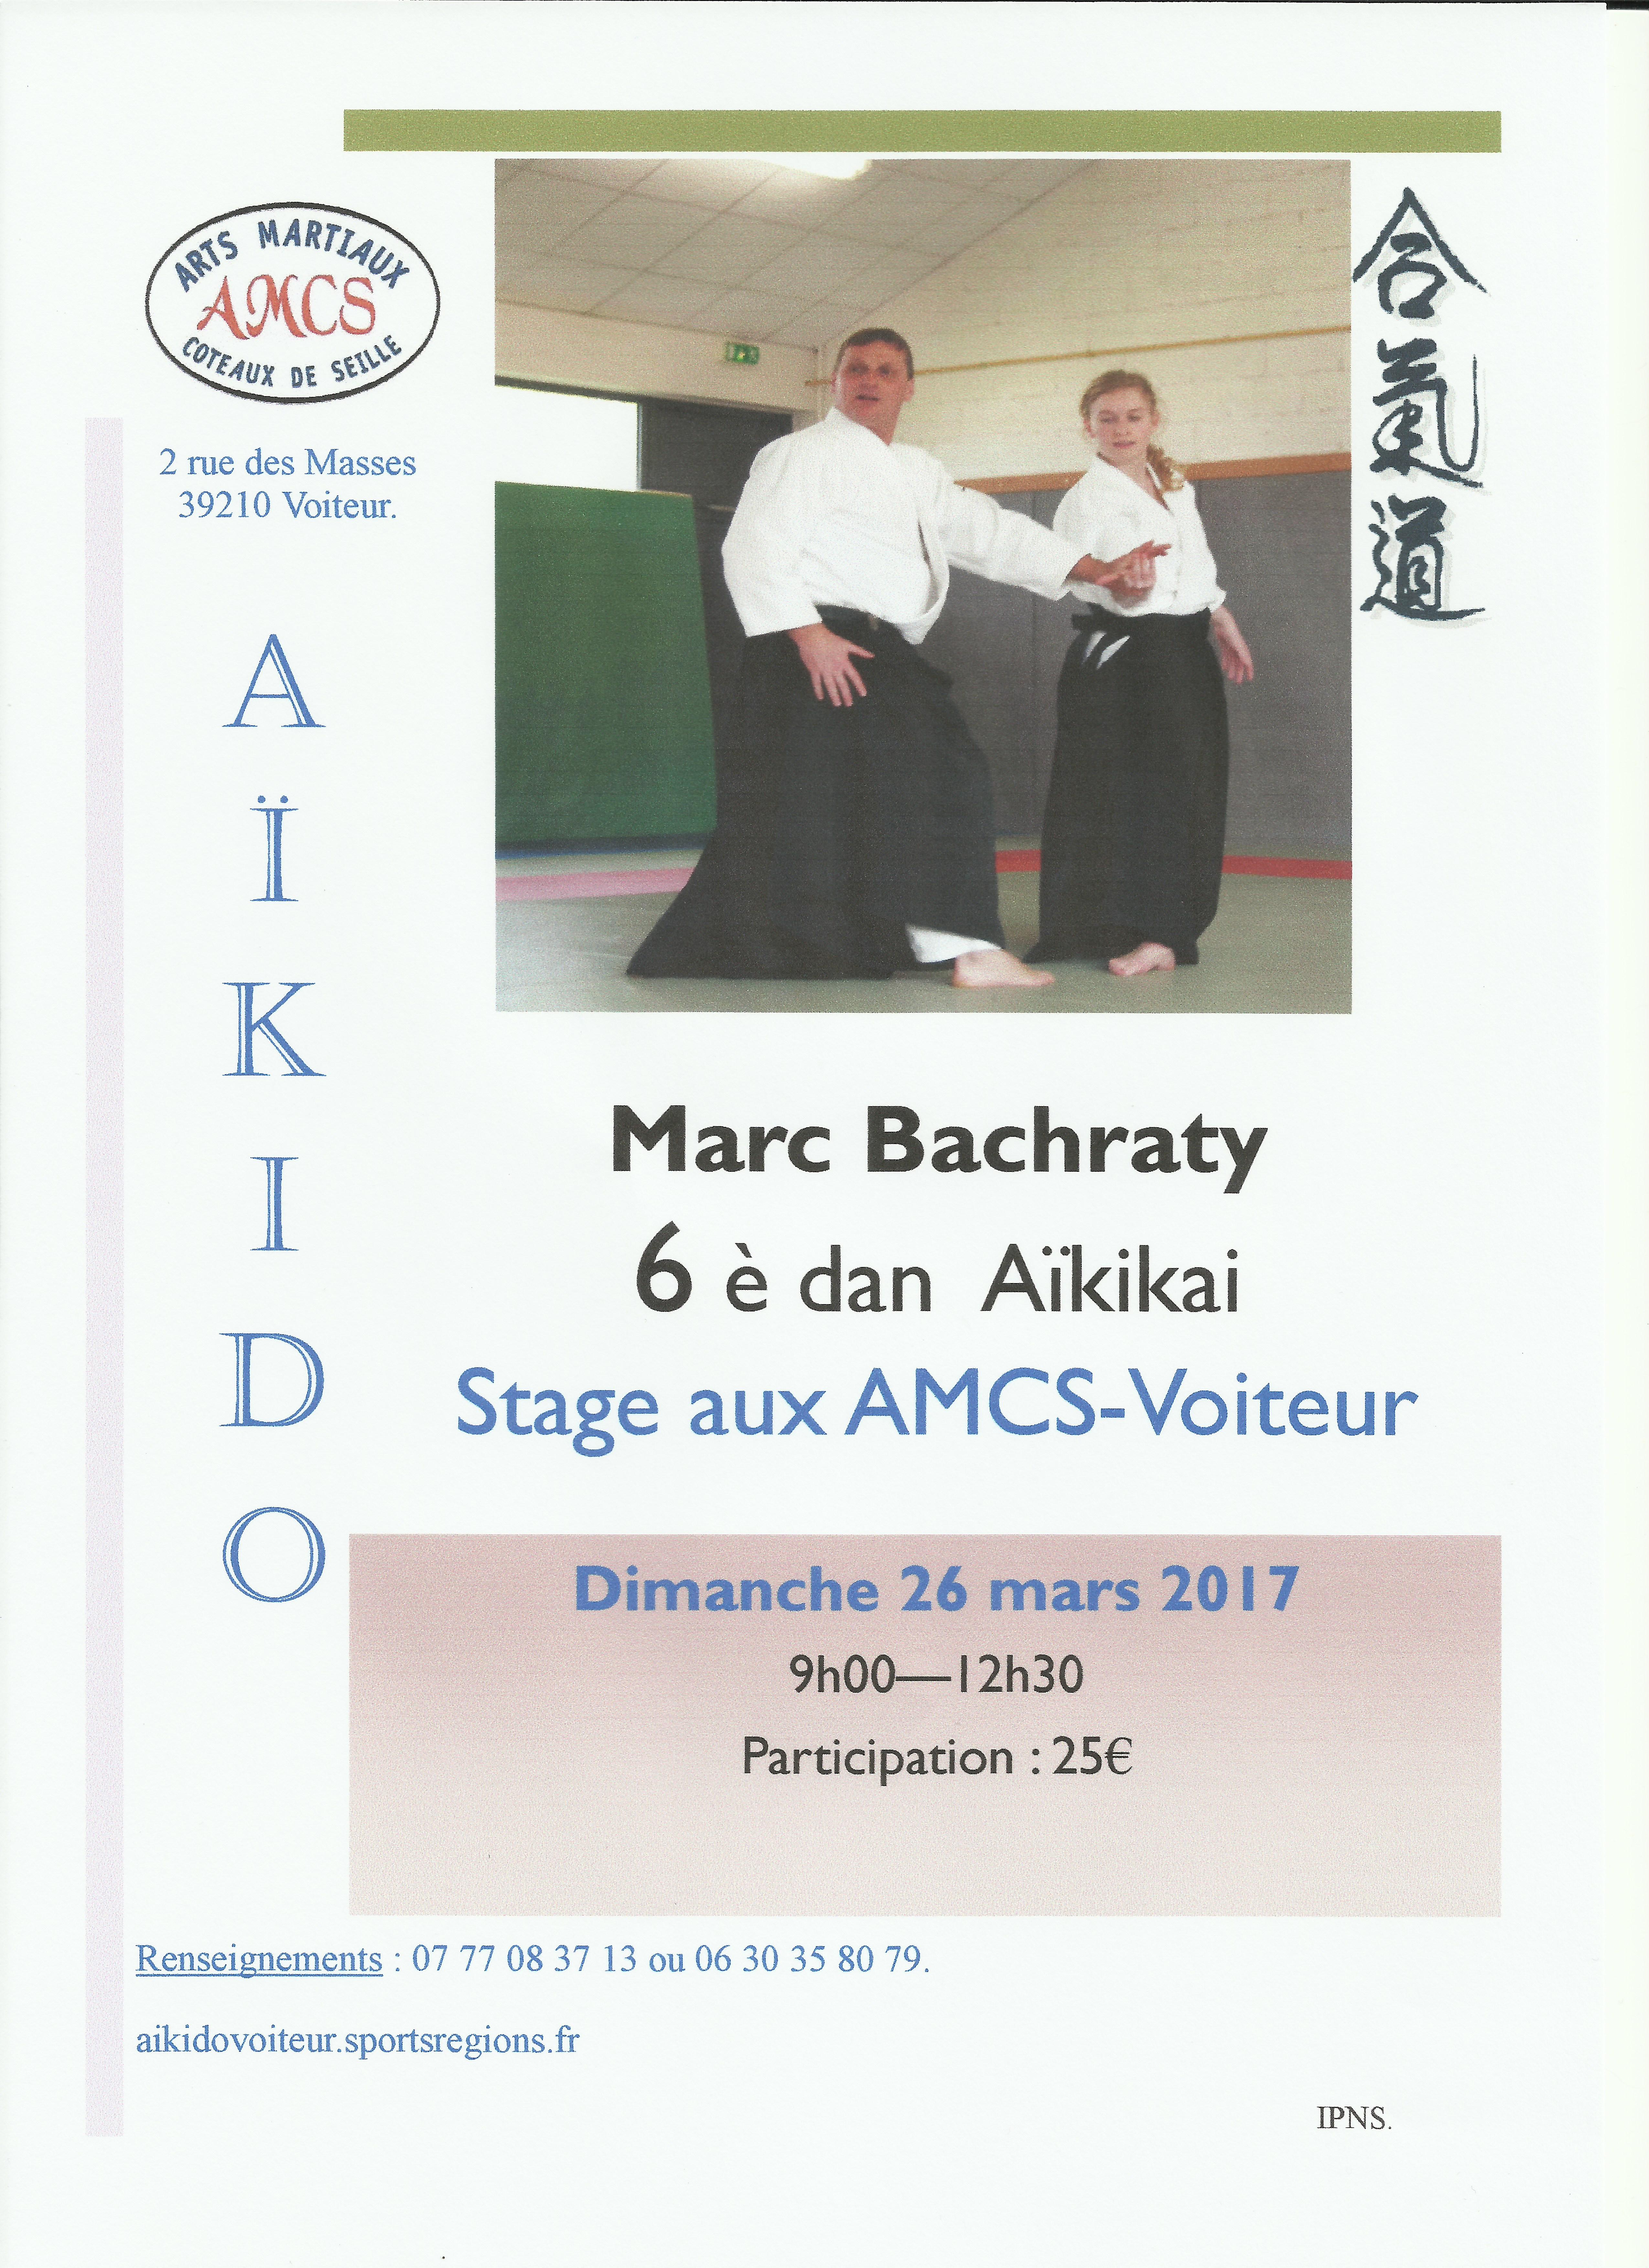 ARTS MARTIAUX
AMCS
COTEAUX DE SEILLE
2 rue des Masses
39210 Voiteur.
合
氣
道
A
Ï
K
I
D
O
Marc Bachraty
6 è dan Aïkikai
Stage aux AMCS-Voiteur
Dimanche 26 mars 2017
9h00—12h30
Participation : 25€
Renseignements : 07 77 08 37 13 ou 06 30 35 80 79.
aikidovoiteur.sportsregions.fr
IPNS.